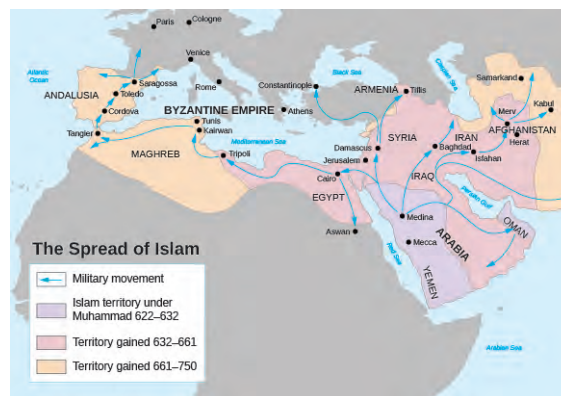 Paris
Cologne
Venice
Atlantic
Ocean
Saragossa
Black Sea
Caspian Sea
Samarkand
Constantinople
ARMENIA
Tillis
ANDALUSIA
Toledo
Rome
BYZANTINE EMPIRE
Athens
Merv
Kabul
Cordova
Tunis
Kairwan
Mediterranean Sea
SYRIA
IRAN
AFGHANISTAN
Tangier
Damascus
Baghdad
Herat
MAGHREB
Tripoli
Jerusalem
Isfahan
Cairo
IRAQ
EGYPT
Persian Gulf
Medina
OMAN
Aswan
ARABIA
Mecca
Red Sea
YEMEN
Arabian Sea
The Spread of Islam
Military movement
Islam territory under
Muhammad 622–632
Territory gained 632–661
Territory gained 661–750